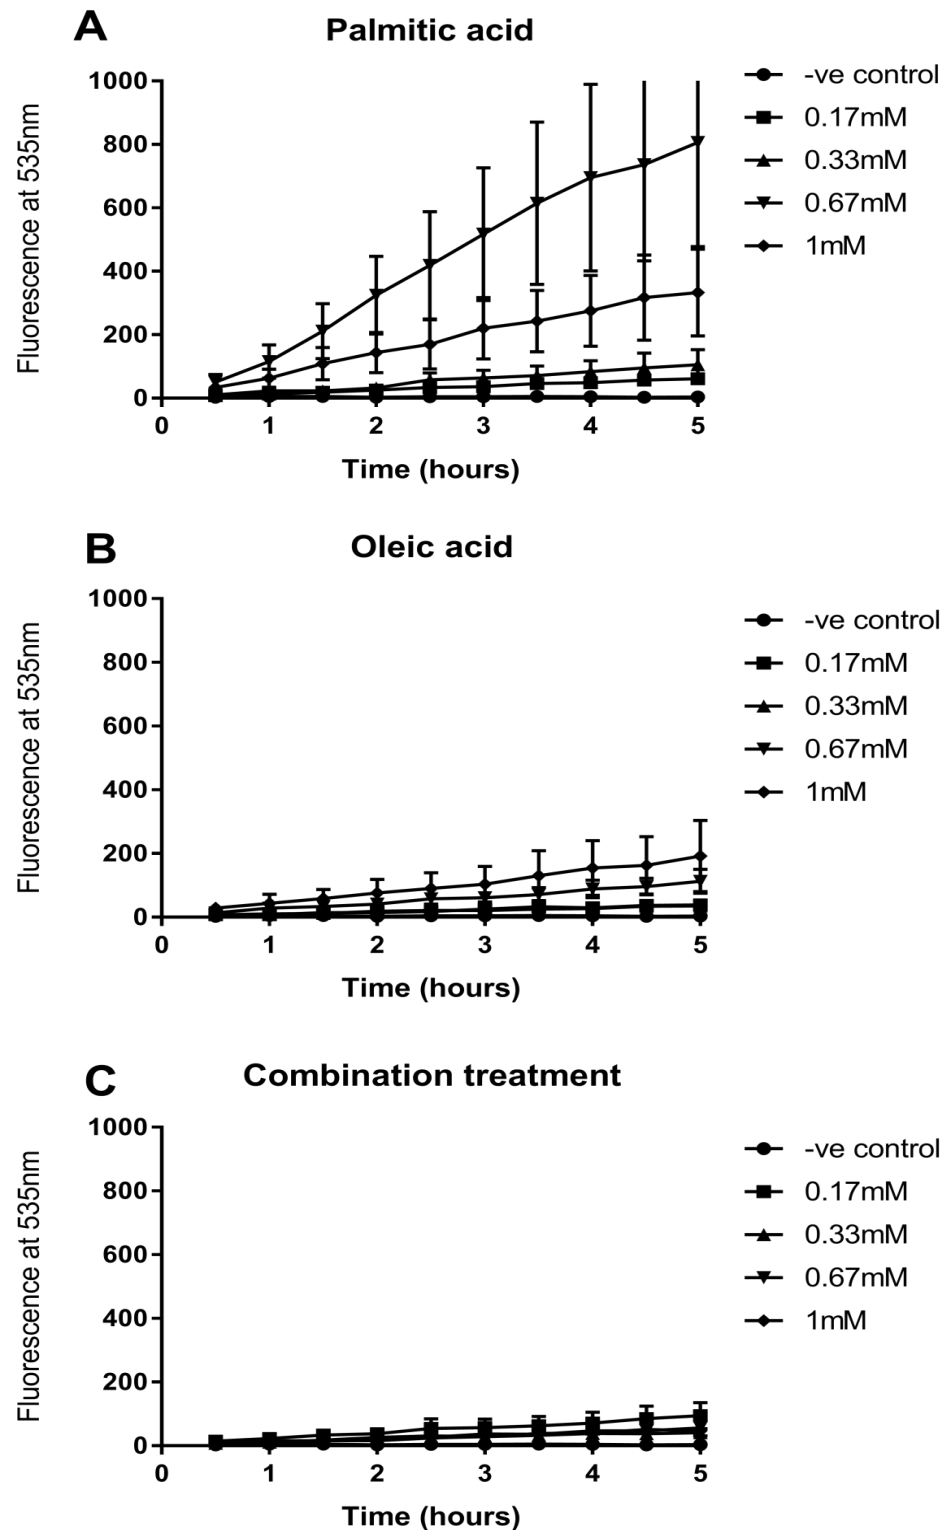 A
Palmitic acid
Fluorescence at 535nm
1000
800
600
400
200
0
0 1 2 3 4 5
Time (hours)
-ve control
0.17mM
0.33mM
0.67mM
1mM
B
Oleic acid
Fluorescence at 535nm
1000
800
600
400
200
0
0 1 2 3 4 5
Time (hours)
-ve control
0.17mM
0.33mM
0.67mM
1mM
C
Combination treatment
Fluorescence at 535nm
1000
800
600
400
200
0
0 1 2 3 4 5
Time (hours)
-ve control
0.17mM
0.33mM
0.67mM
1mM